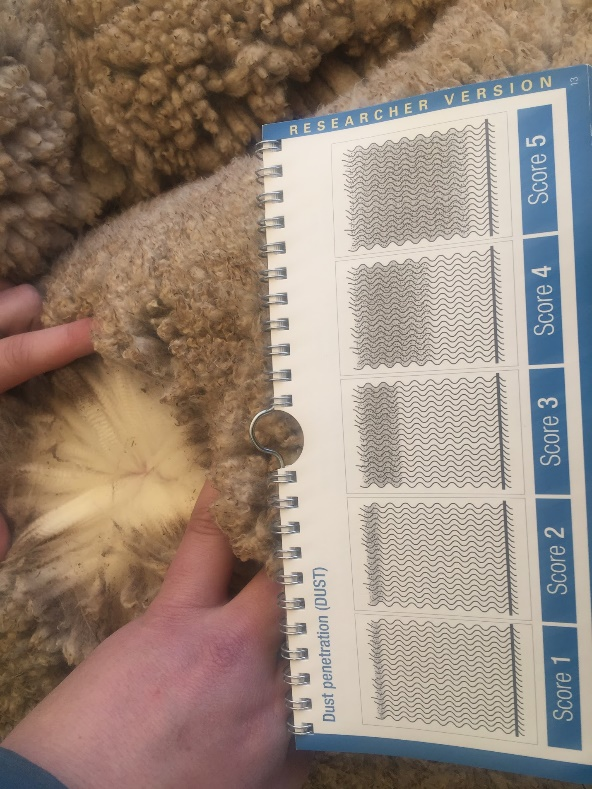 RESEARCHER VERSION
13
Dust penetration (DUST)
Score 1
Score 2
Score 3
Score 4
Score 5